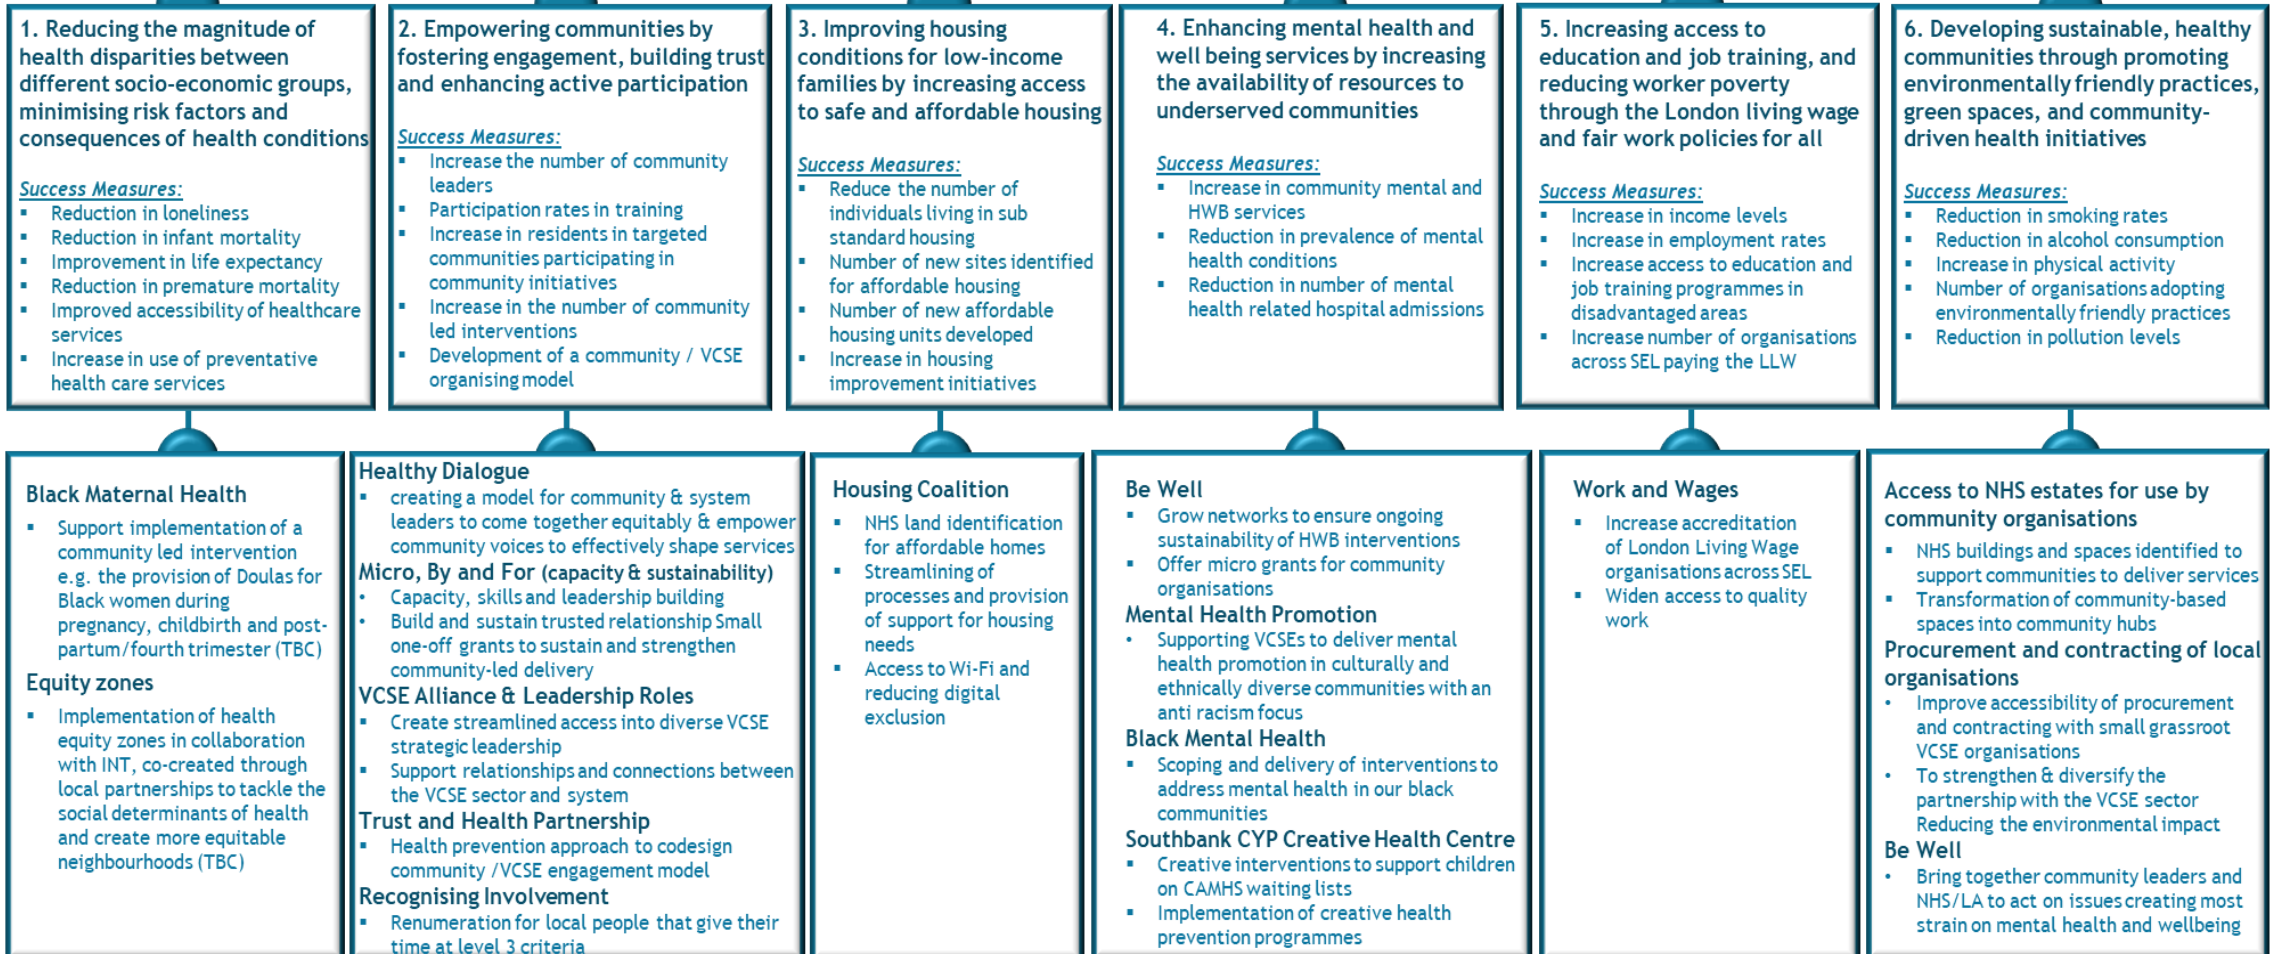 1. Reducing the magnitude of
health disparities between
different socio-economic groups,
minimising risk factors and
consequences of health conditions
Success Measures:
▪ Reduction in loneliness
▪ Reduction in infant mortality
▪ Improvement in life expectancy
▪ Reduction in premature mortality
▪ Improved accessibility of healthcare
services
▪ Increase in use of preventative
health care services
2. Empowering communities by
fostering engagement, building trust
and enhancing active participation
Success Measures:
▪ Increase the number of community
leaders
▪ Participation rates in training
▪ Increase in residents in targeted
communities participating in
community initiatives
▪ Increase in the number of community
led interventions
▪ Development of a community / VCSE
organising model
3. Improving housing
conditions for low-income
families by increasing access
to safe and affordable housing
Success Measures:
▪ Reduce the number of
individuals living in sub
standard housing
▪ Number of new sites identified
for affordable housing
▪ Number of new affordable
housing units developed
▪ Increase in housing
improvement initiatives
4. Enhancing mental health and
well being services by increasing
the availability of resources to
underserved communities
Success Measures:
▪ Increase in community mental and
HWB services
▪ Reduction in prevalence of mental
health conditions
▪ Reduction in number of mental
health related hospital admissions
5. Increasing access to
education and job training, and
reducing worker poverty
through the London living wage
and fair work policies for all
Success Measures:
▪ Increase in income levels
▪ Increase in employment rates
▪ Increase access to education and
job training programmes in
disadvantaged areas
▪ Increase number of organisations
across SEL paying the LLW
6. Developing sustainable, healthy
communities through promoting
environmentally friendly practices,
green spaces, and community-
driven health initiatives
Success Measures:
▪ Reduction in smoking rates
▪ Reduction in alcohol consumption
▪ Increase in physical activity
▪ Number of organisations adopting
environmentally friendly practices
▪ Reduction in pollution levels
Black Maternal Health
▪ Support implementation of a
community led intervention
e.g. the provision of Doulas for
Black women during
pregnancy, childbirth and post-
partum/fourth trimester (TBC)
Equity zones
▪ Implementation of health
equity zones in collaboration
with INT, co-created through
local partnerships to tackle the
social determinants of health
and create more equitable
neighbourhoods (TBC)
Healthy Dialogue
▪ creating a model for community & system
leaders to come together equitably & empower
community voices to effectively shape services
Micro, By and For (capacity & sustainability)
• Capacity, skills and leadership building
• Build and sustain trusted relationship Small
one-off grants to sustain and strengthen
community-led delivery
VCSE Alliance & Leadership Roles
▪ Create streamlined access into diverse VCSE
strategic leadership
▪ Support relationships and connections between
the VCSE sector and system
Trust and Health Partnership
▪ Health prevention approach to codesign
community /VCSE engagement model
Recognising Involvement
▪ Renumeration for local people that give their
time at level 3 criteria
Housing Coalition
▪ NHS land identification
for affordable homes
▪ Streamlining of
processes and provision
of support for housing
needs
▪ Access to Wi-Fi and
reducing digital
exclusion
Be Well
▪ Grow networks to ensure ongoing
sustainability of HWB interventions
▪ Offer micro grants for community
organisations
Mental Health Promotion
• Supporting VCSEs to deliver mental
health promotion in culturally and
ethnically diverse communities with an
anti racism focus
Black Mental Health
▪ Scoping and delivery of interventions to
address mental health in our black
communities
Southbank CYP Creative Health Centre
▪ Creative interventions to support children
on CAMHS waiting lists
▪ Implementation of creative health
prevention programmes
Work and Wages
▪ Increase accreditation
of London Living Wage
organisations across SEL
▪ Widen access to quality
work
Access to NHS estates for use by
community organisations
▪ NHS buildings and spaces identified to
support communities to deliver services
▪ Transformation of community-based
spaces into community hubs
Procurement and contracting of local
organisations
• Improve accessibility of procurement
and contracting with small grassroot
VCSE organisations
• To strengthen & diversify the
partnership with the VCSE sector
Reducing the environmental impact
Be Well
• Bring together community leaders and
NHS/LA to act on issues creating most
strain on mental health and wellbeing